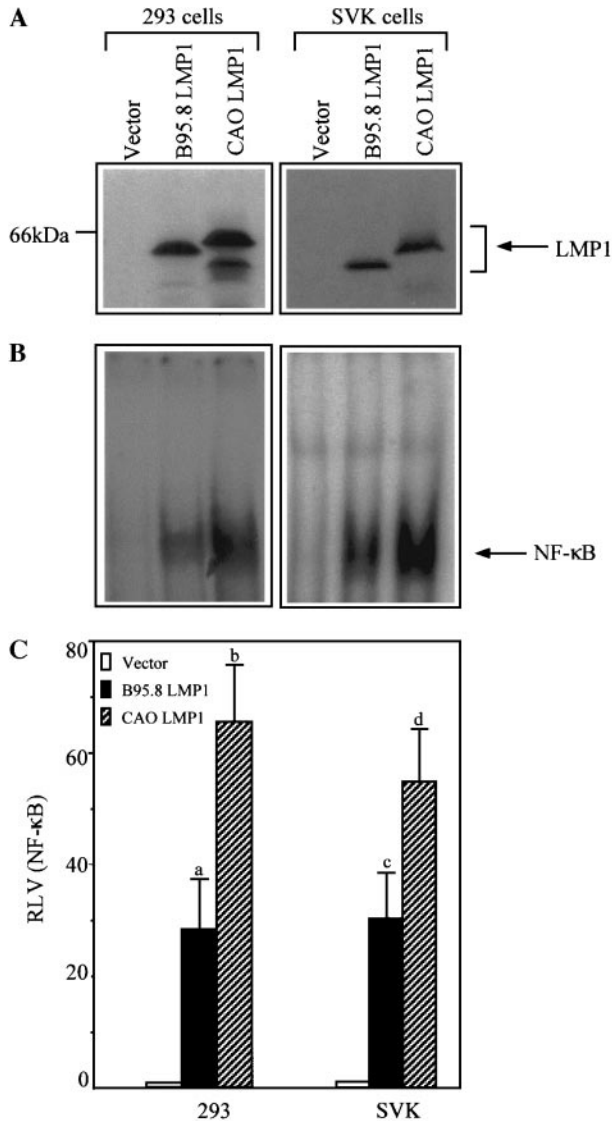 A
293 cells
SVK cells
Vector
B95.8 LMP1
CAO LMP1
Vector
B95.8 LMP1
CAO LMP1
66kDa
LMP1
B
NF-κB
C
80
60
40
20
0
RLV (NF-κB)
Vector
B95.8 LMP1
CAO LMP1
a
b
c
d
293
SVK